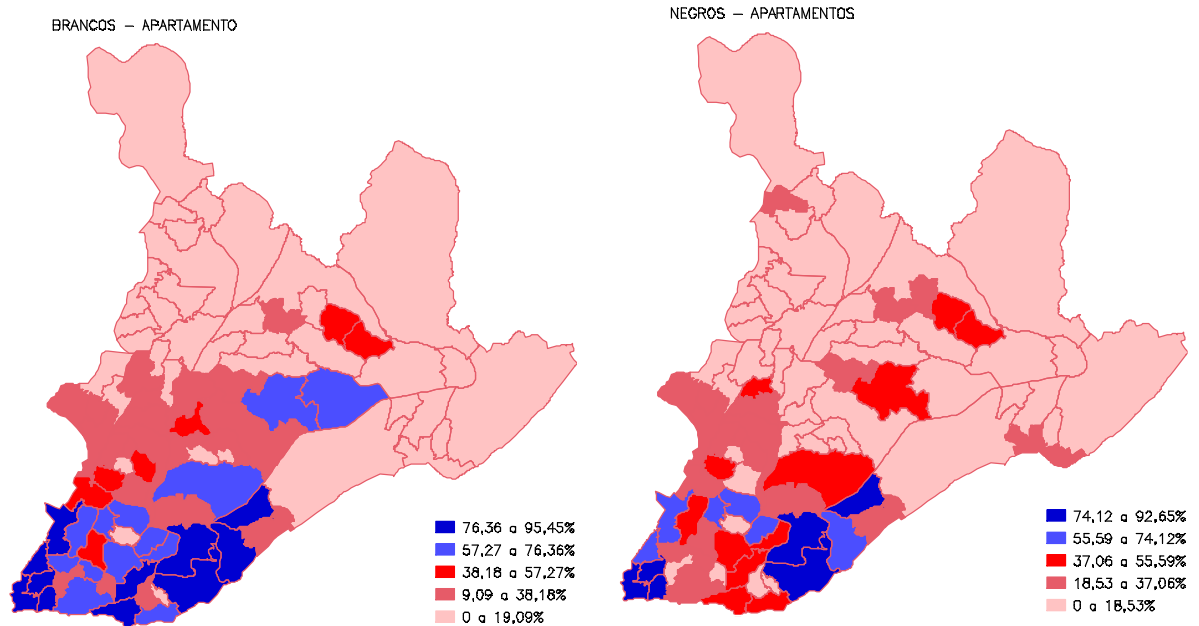 BRANCOS — APARTAMENTO
76,36 a 95,45%
57,27 a 76,36%
38,18 a 57,27%
9,09 a 38,18%
0 a 19,09%
NEGROS — APARTAMENTOS
74,12 a 92,65%
55,59 a 74,12%
37,06 a 55,59%
18,53 a 37,06%
0 a 18,53%